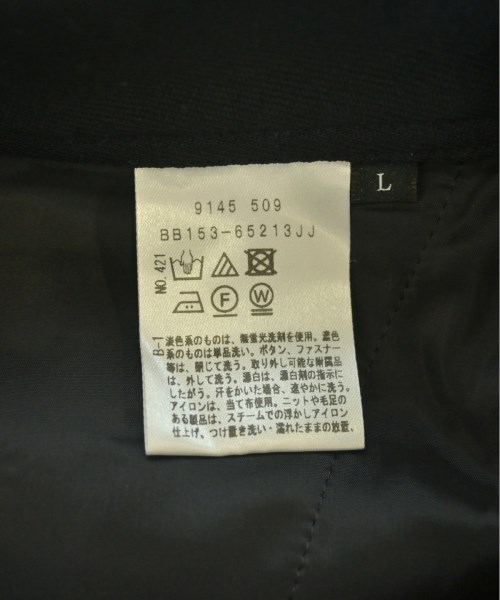 L
9145 509
BB153-65213JJ
NO.421
F
W
B-1
淡色系のものは、無蛍光洗剤を使用。濃色
系のものは単品洗い。ボタン、ファスナー
等は、閉じて洗う。取り外し可能な附属品
は、外して洗う。漂白は、漂白剤の指示に
したがう。汗をかいた場合、速やかに洗う。
アイロンは、当て布使用。ニットや毛足の
ある製品は、スチームでの浮かしアイロン
仕上げ。つけ置き洗い・濡れたままの放置、